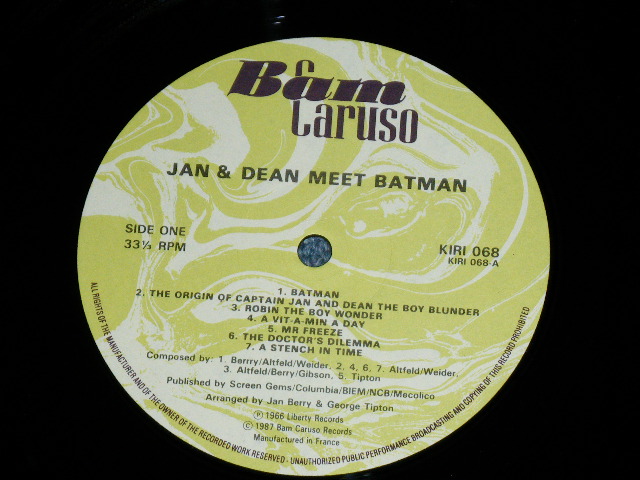 Bam
Caruso
JAN & DEAN MEET BATMAN
SIDE ONE
33⅓ RPM
KIRI 068
KIRI 068-A
1. BATMAN
2. THE ORIGIN OF CAPTAIN JAN AND DEAN THE BOY BLUNDER
3. ROBIN THE BOY WONDER
4. A VIT-A-MIN A DAY
5. MR FREEZE
6. THE DOCTOR'S DILEMMA
7. A STENCH IN TIME
Composed by: 1. Berrry/Altfeld/Weider. 2, 4, 6, 7. Altfeld/Weider.
3. Altfeld/Berry/Gibson. 5. Tipton
Published by Screen Gems/Columbia/BIEM/NCB/Mecolico
Arranged by Jan Berry & George Tipton
Ⓟ 1966 Liberty Records
© 1987 Bam Caruso Records
Manufactured in France
ALL RIGHTS OF THE MANUFACTURER AND OF THE OWNER OF THE RECORDED WORK RESERVED - UNAUTHORIZED PUBLIC PERFORMANCE BROADCASTING AND COPYING OF THIS RECORD PROHIBITED